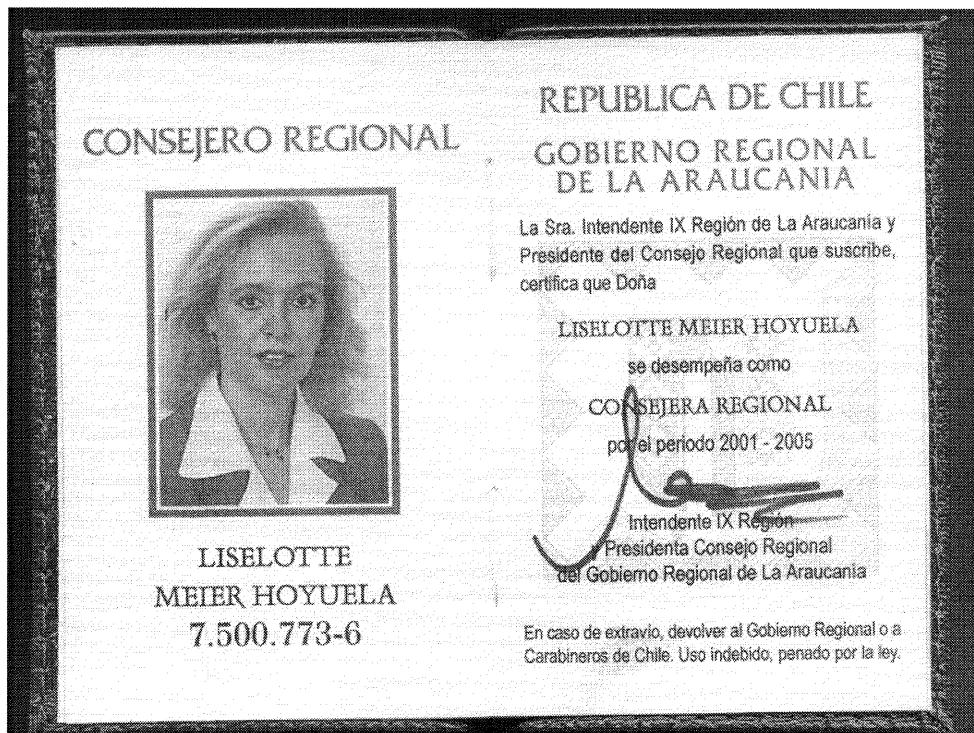 CONSEJERO REGIONAL
LISELOTTE
MEIER HOYUELA
7.500.773-6
REPUBLICA DE CHILE
GOBIERNO REGIONAL
DE LA ARAUCANIA
La Sra. Intendente IX Región de La Araucanía y
Presidente del Consejo Regional que suscribe,
certifica que Doña
LISELOTTE MEIER HOYUELA
se desempeña como
CONSEJERA REGIONAL
por el periodo 2001 - 2005
Intendente IX Región
y Presidenta Consejo Regional
del Gobierno Regional de La Araucanía
En caso de extravio, devolver al Gobierno Regional o a
Carabineros de Chile. Uso indebido, penado por la ley.